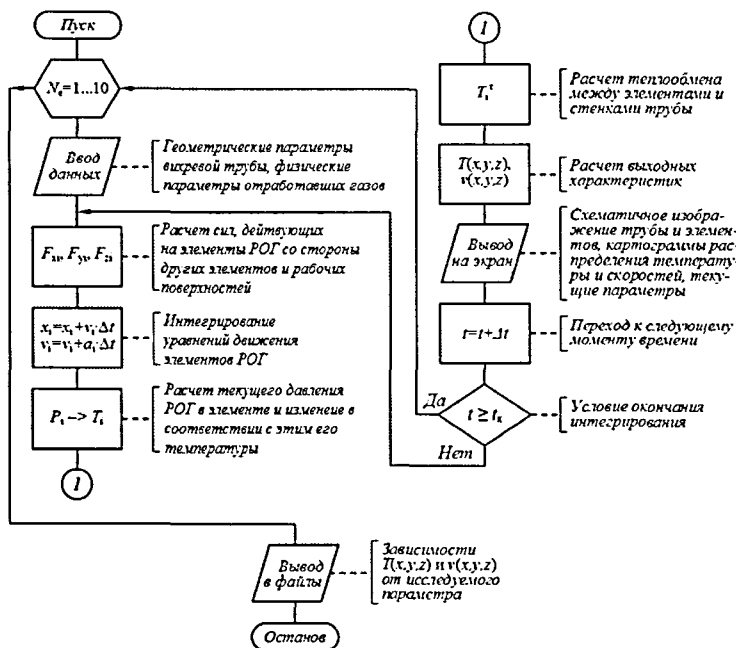 Пуск
Nₑ=1...10
Ввод
данных
Геометрические параметры
вихревой трубы, физические
параметры отработавших газов
Fxi, Fyi, Fzi
Расчет сил, действующих
на элементы РОГ со стороны
других элементов и рабочих
поверхностей
xi=xi+vi·Δt
vi=vi+ai·Δt
Интегрирование
уравнений движения
элементов РОГ
Pi –> Ti
Расчет текущего давления
РОГ в элементе и изменеие в
соответствии с этим его
температуры
1
1
Расчет теплообмена
между элементами и
стенками трубы
T(x,y,z),
v(x,y,z)
Расчет выходных
характеристик
Вывод
на экран
Схематичное изобра-
жение трубы и элемен-
тов, картограммы рас-
пределения температу-
ры и скоростей, теку-
щие параметры
t=t+Δt
Переход к следующему
моменту времени
Да
t ≥ tк
Нет
Условие окончания
интегрирования
Вывод
в файлы
Зависимости
T(x,y,z) и v(x,y,z)
от исследуемого
параметра
Останов